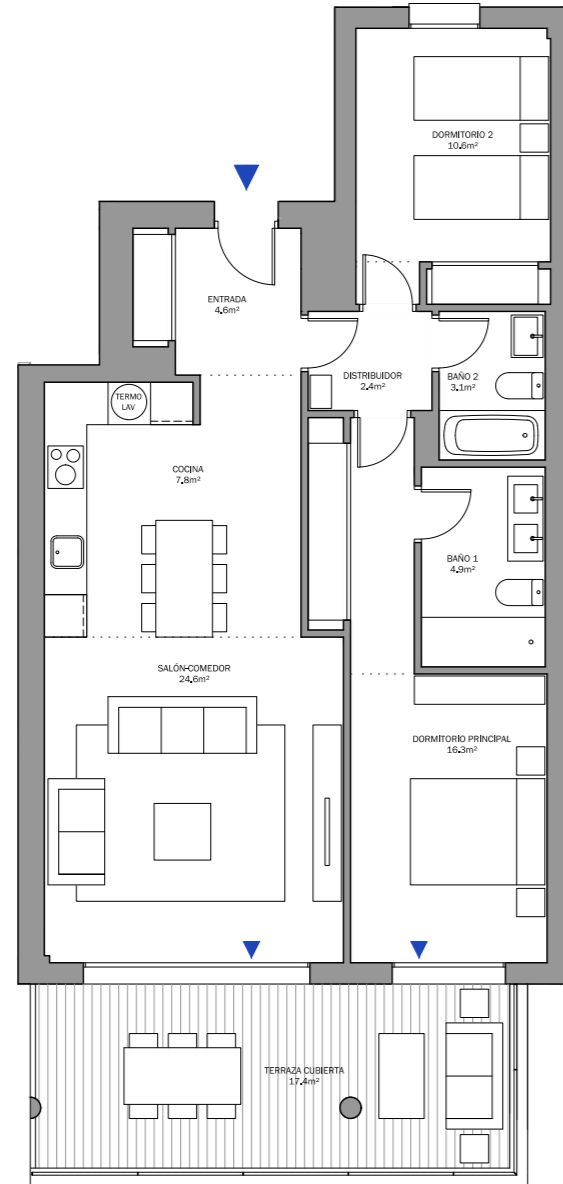 DORMITORIO 2
10.6m²
ENTRADA
4.6m²
DISTRIBUIDOR
2.4m²
BAÑO 2
3.1m²
TERMO
LAV
COCINA
7.8m²
BAÑO 1
4.9m²
SALÓN-COMEDOR
24.6m²
DORMITORIO PRINCIPAL
16.3m²
TERRAZA CUBIERTA
17.4m²